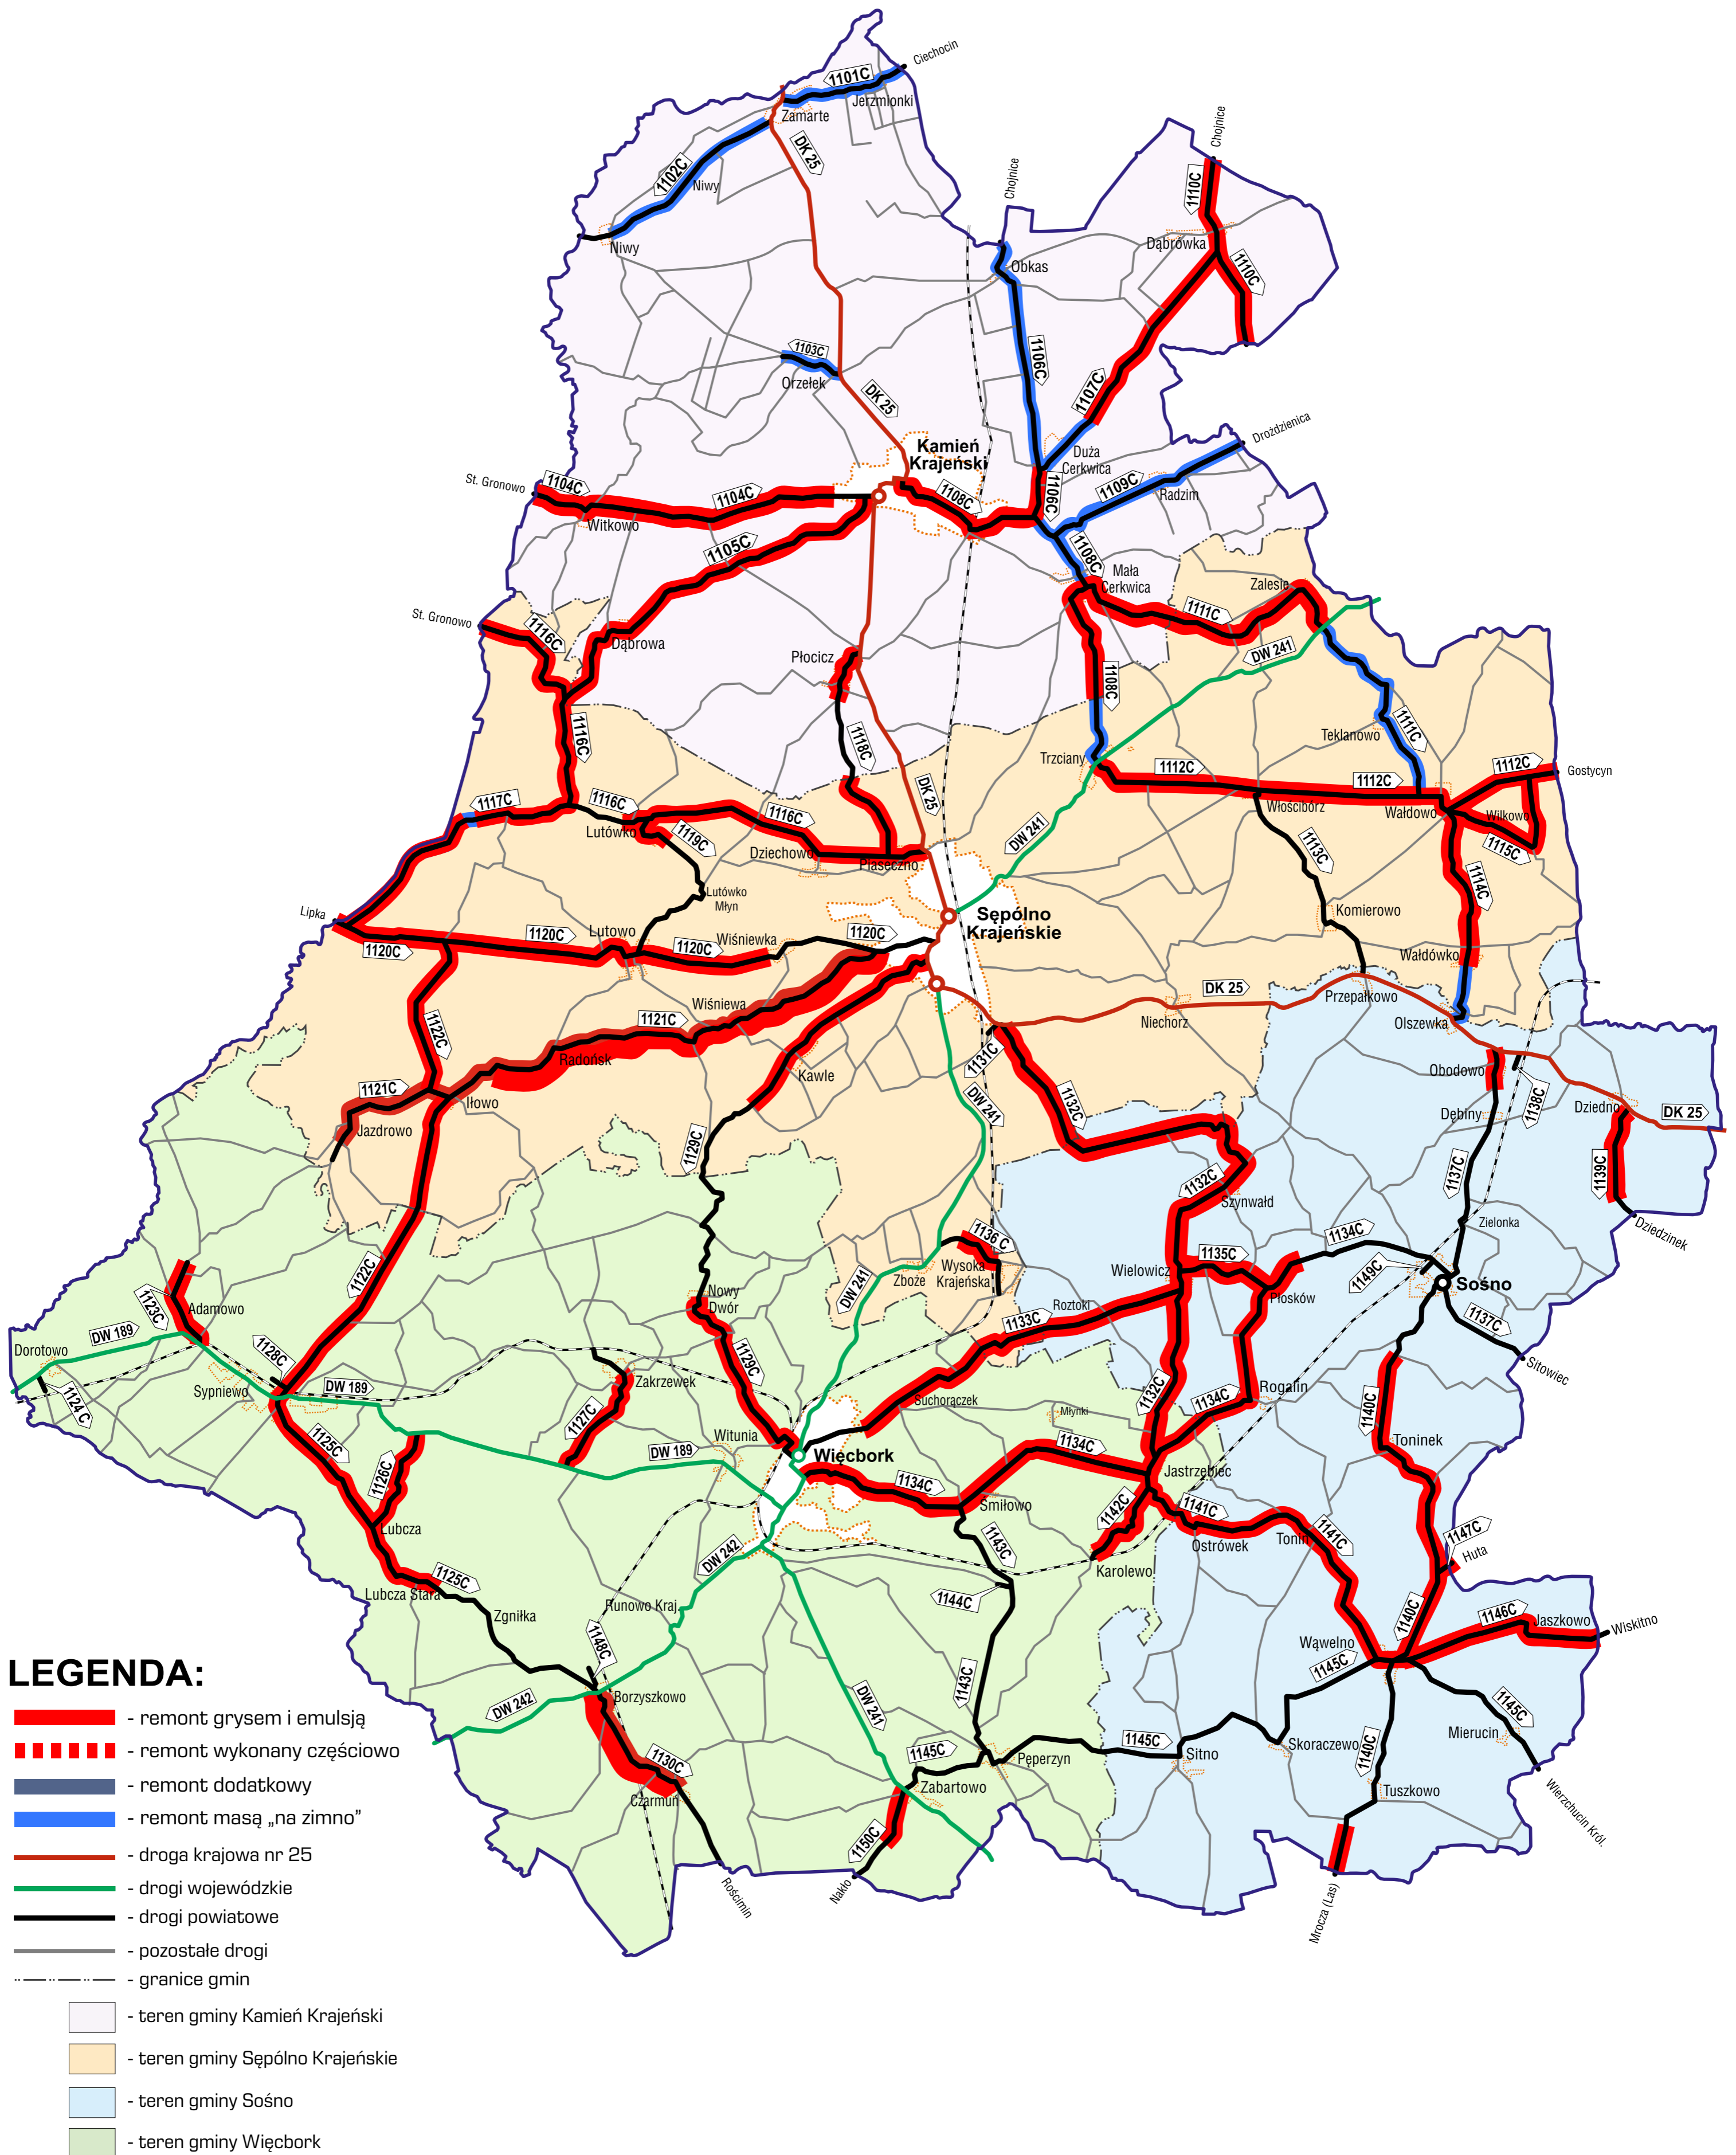 Ciechocin
1101C
Jerzmionki
Zamarte
DK 25
1102C
Niwy
Niwy
Chojnice
Chojnice
1110C
Dąbrówka
1110C
Obkas
1106C
1103C
Orzełek
DK 25
1107C
Kamień
Krajeński
Duża
Cerkwica
Drożdzienica
St. Gronowo
1104C
1104C
Witkowo
1108C
1106C
1109C
Radzim
1105C
1108C
Mała
Cerkwica
Zalesie
1111C
St. Gronowo
1116C
Dąbrowa
Płocicz
DW 241
1108C
1116C
1118C
Teklanowo
1111C
Trzciany
1112C
1112C
1112C
Gostycyn
DK 25
1117C
1116C
Lutówko
1116C
1119C
Dziechowo
Piaseczno
DW 241
Włościbórz
Wałdowo
Wilkowo
1115C
1113C
1114C
Lutówko
Młyn
Lipka
Sępólno
Krajeńskie
Komierowo
1120C
1120C
Lutowo
1120C
Wiśniewka
1120C
Wałdówko
DK 25
Przepałkowo
Wiśniewa
1121C
Niechorz
Olszewka
1122C
Radońsk
1131C
Kawle
Obodowo
1121C
Iłowo
DW 241
1132C
1138C
Dziedno
DK 25
Dębiny
Jazdrowo
1129C
1137C
1139C
1132C
Szynwałd
Dziedzinek
Zielonka
1136 C
1134C
1135C
Wysoka
Krajeńska
Zboże
Wielowicz
1149C
Sośno
1122C
DW 241
Nowy
Dwór
Roztoki
Płosków
1123C
Adamowo
1133C
1137C
DW 189
Dorotowo
1128C
1129C
Sitowiec
Sypniewo
DW 189
1124 C
Zakrzewek
Suchorączek
1132C
Rogalin
1134C
1127C
Młynki
1140C
1125C
Witunia
DW 189
1134C
Toninek
Więcbork
1126C
1134C
Jastrzębiec
Śmiłowo
1142C
1141C
Lubcza
Ostrówek
Tonin
1141C
1147C
Huta
1143C
DW 242
Karolewo
1125C
Lubcza Stara
1144C
Zgniłka
Runowo Kraj.
1140C
1146C
Jaszkowo
Wiskitno
1148C
Wąwelno
1145C
1143C
Borzyszkowo
DW 242
DW 241
1145C
Mierucin
1145C
Skoraczewo
1140C
Sitno
1130C
1145C
Pęperzyn
Zabartowo
Tuszkowo
Czarmuń
Wierzchucin Król.
1150C
Nakło
Rościmin
Mrocza (Las)
LEGENDA:
- remont grysem i emulsją
- remont wykonany częściowo
- remont dodatkowy
- remont masą „na zimno”
- droga krajowa nr 25
- drogi wojewódzkie
- drogi powiatowe
- pozostałe drogi
- granice gmin
- teren gminy Kamień Krajeński
- teren gminy Sępólno Krajeńskie
- teren gminy Sośno
- teren gminy Więcbork